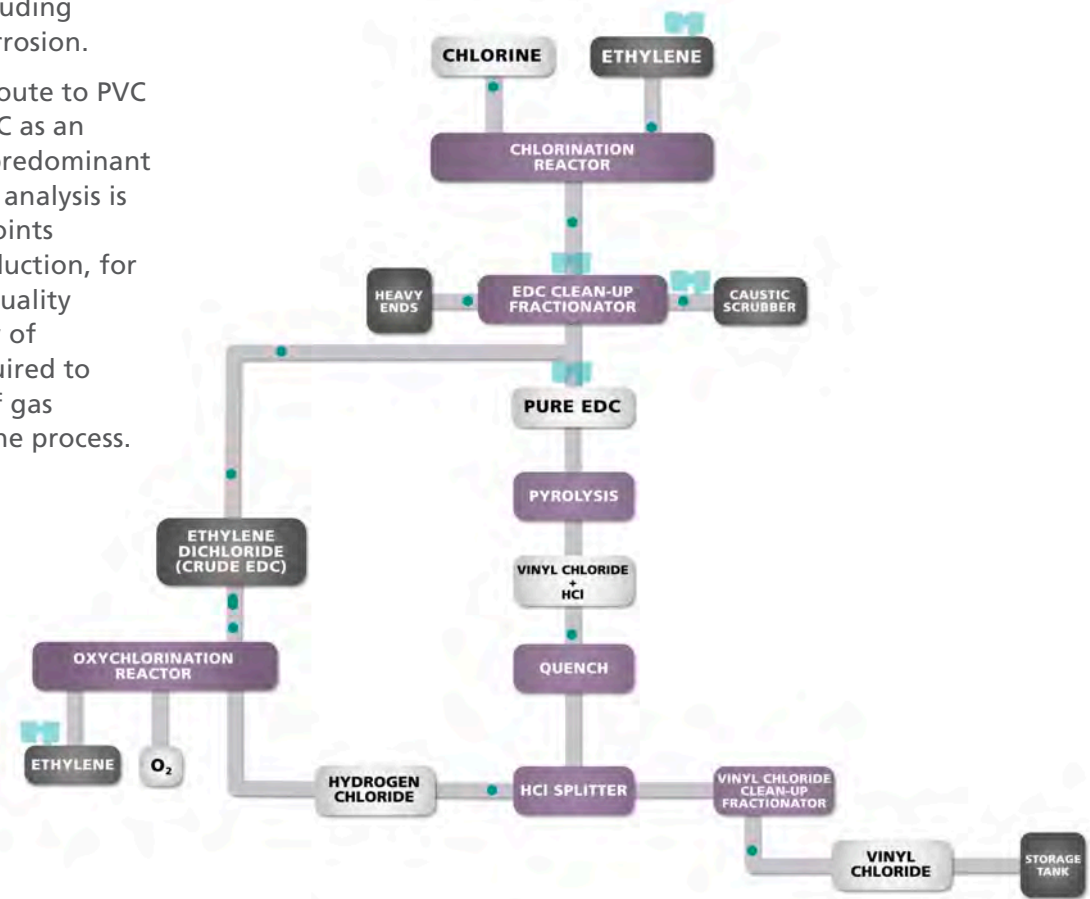 rrosion.
oute to PVC
C as an
predominant
analysis is
oints
duction, for
uality
of
uired to
f gas
he process.
CHLORINE
ETHYLENE
CHLORINATION
REACTOR
HEAVY
ENDS
EDC CLEAN-UP
FRACTIONATOR
CAUSTIC
SCRUBBER
PURE EDC
PYROLYSIS
ETHYLENE
DICHLORIDE
(CRUDE EDC)
VINYL CHLORIDE
+
HCl
OXYCHLORINATION
REACTOR
QUENCH
ETHYLENE
O₂
HYDROGEN
CHLORIDE
HCl SPLITTER
VINYL CHLORIDE
CLEAN-UP
FRACTIONATOR
VINYL
CHLORIDE
STORAGE
TANK